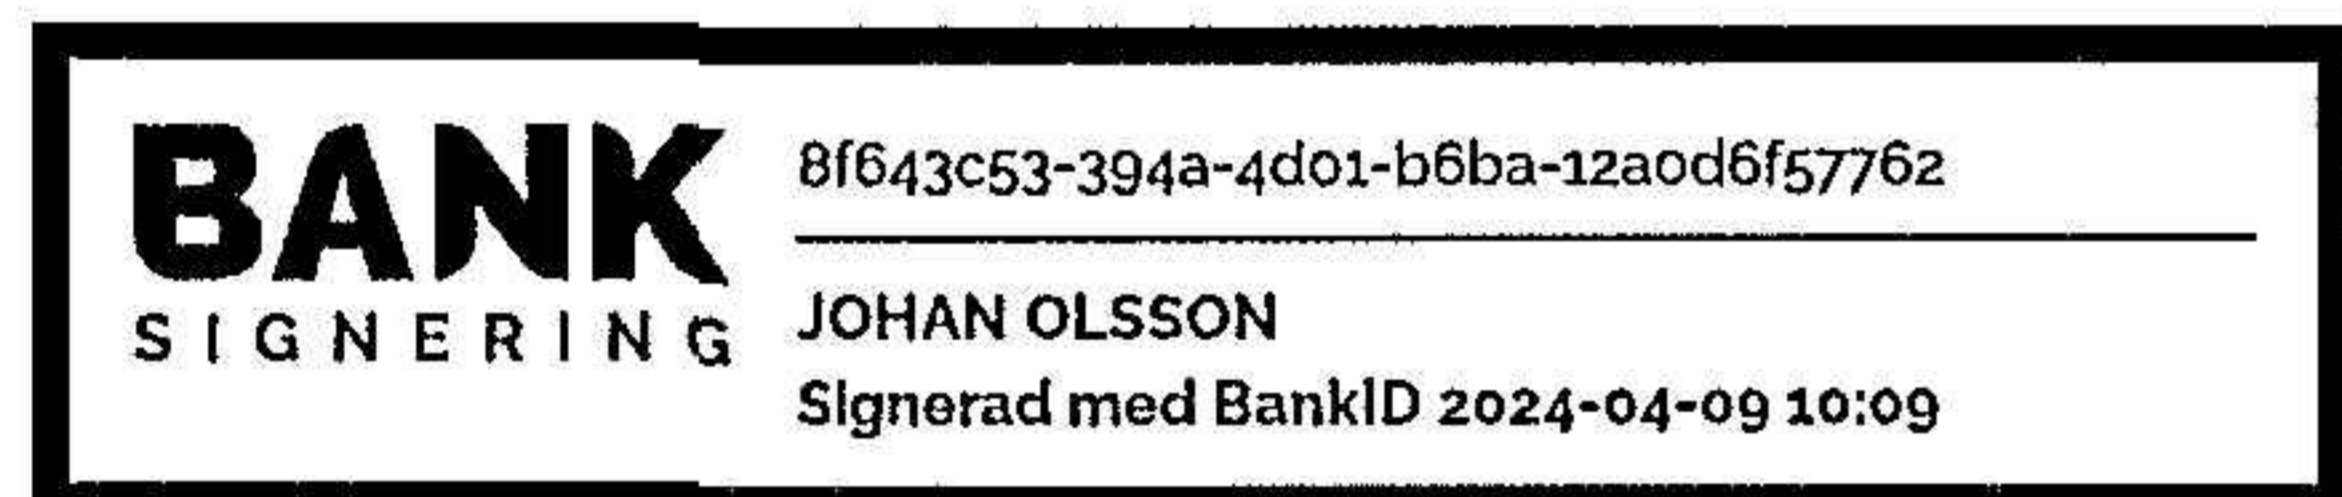 BANK
SIGNERING
8f643c53-394a-4d01-b6ba-12a0d6f57762
JOHAN OLSSON
Signerad med BankID 2024-04-09 10:09